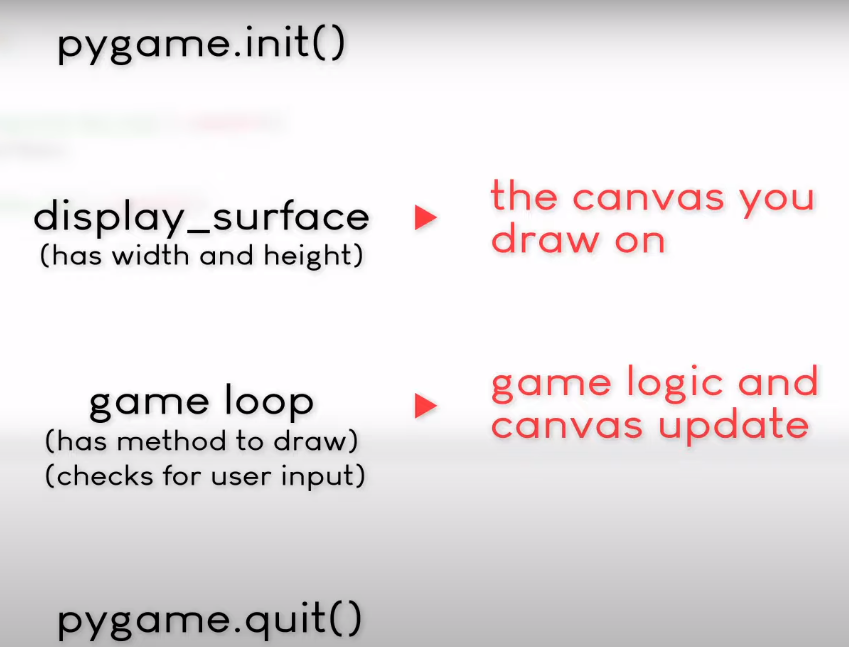 pygame.init()
display_surface
(has width and height)
the canvas you
draw on
game loop
(has method to draw)
(checks for user input)
game logic and
canvas update
pygame.quit()